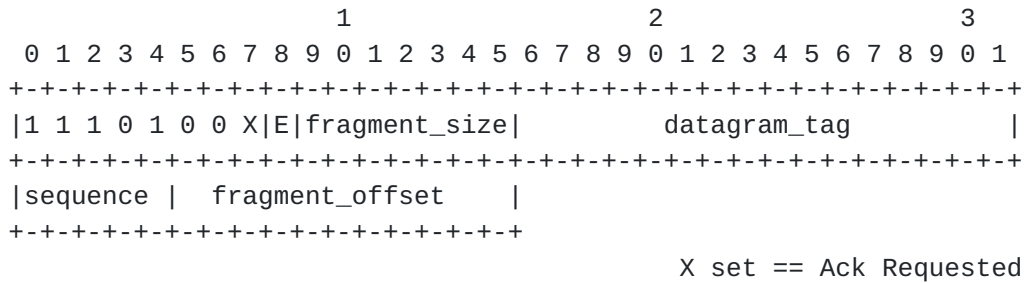 1                   2                   3
 0 1 2 3 4 5 6 7 8 9 0 1 2 3 4 5 6 7 8 9 0 1 2 3 4 5 6 7 8 9 0 1
+-+-+-+-+-+-+-+-+-+-+-+-+-+-+-+-+-+-+-+-+-+-+-+-+-+-+-+-+-+-+-+-+
|1 1 1 0 1 0 0 X|E|fragment_size|         datagram_tag          |
+-+-+-+-+-+-+-+-+-+-+-+-+-+-+-+-+-+-+-+-+-+-+-+-+-+-+-+-+-+-+-+-+
|sequence |  fragment_offset    |
+-+-+-+-+-+-+-+-+-+-+-+-+-+-+-+-+
                                           X set == Ack Requested